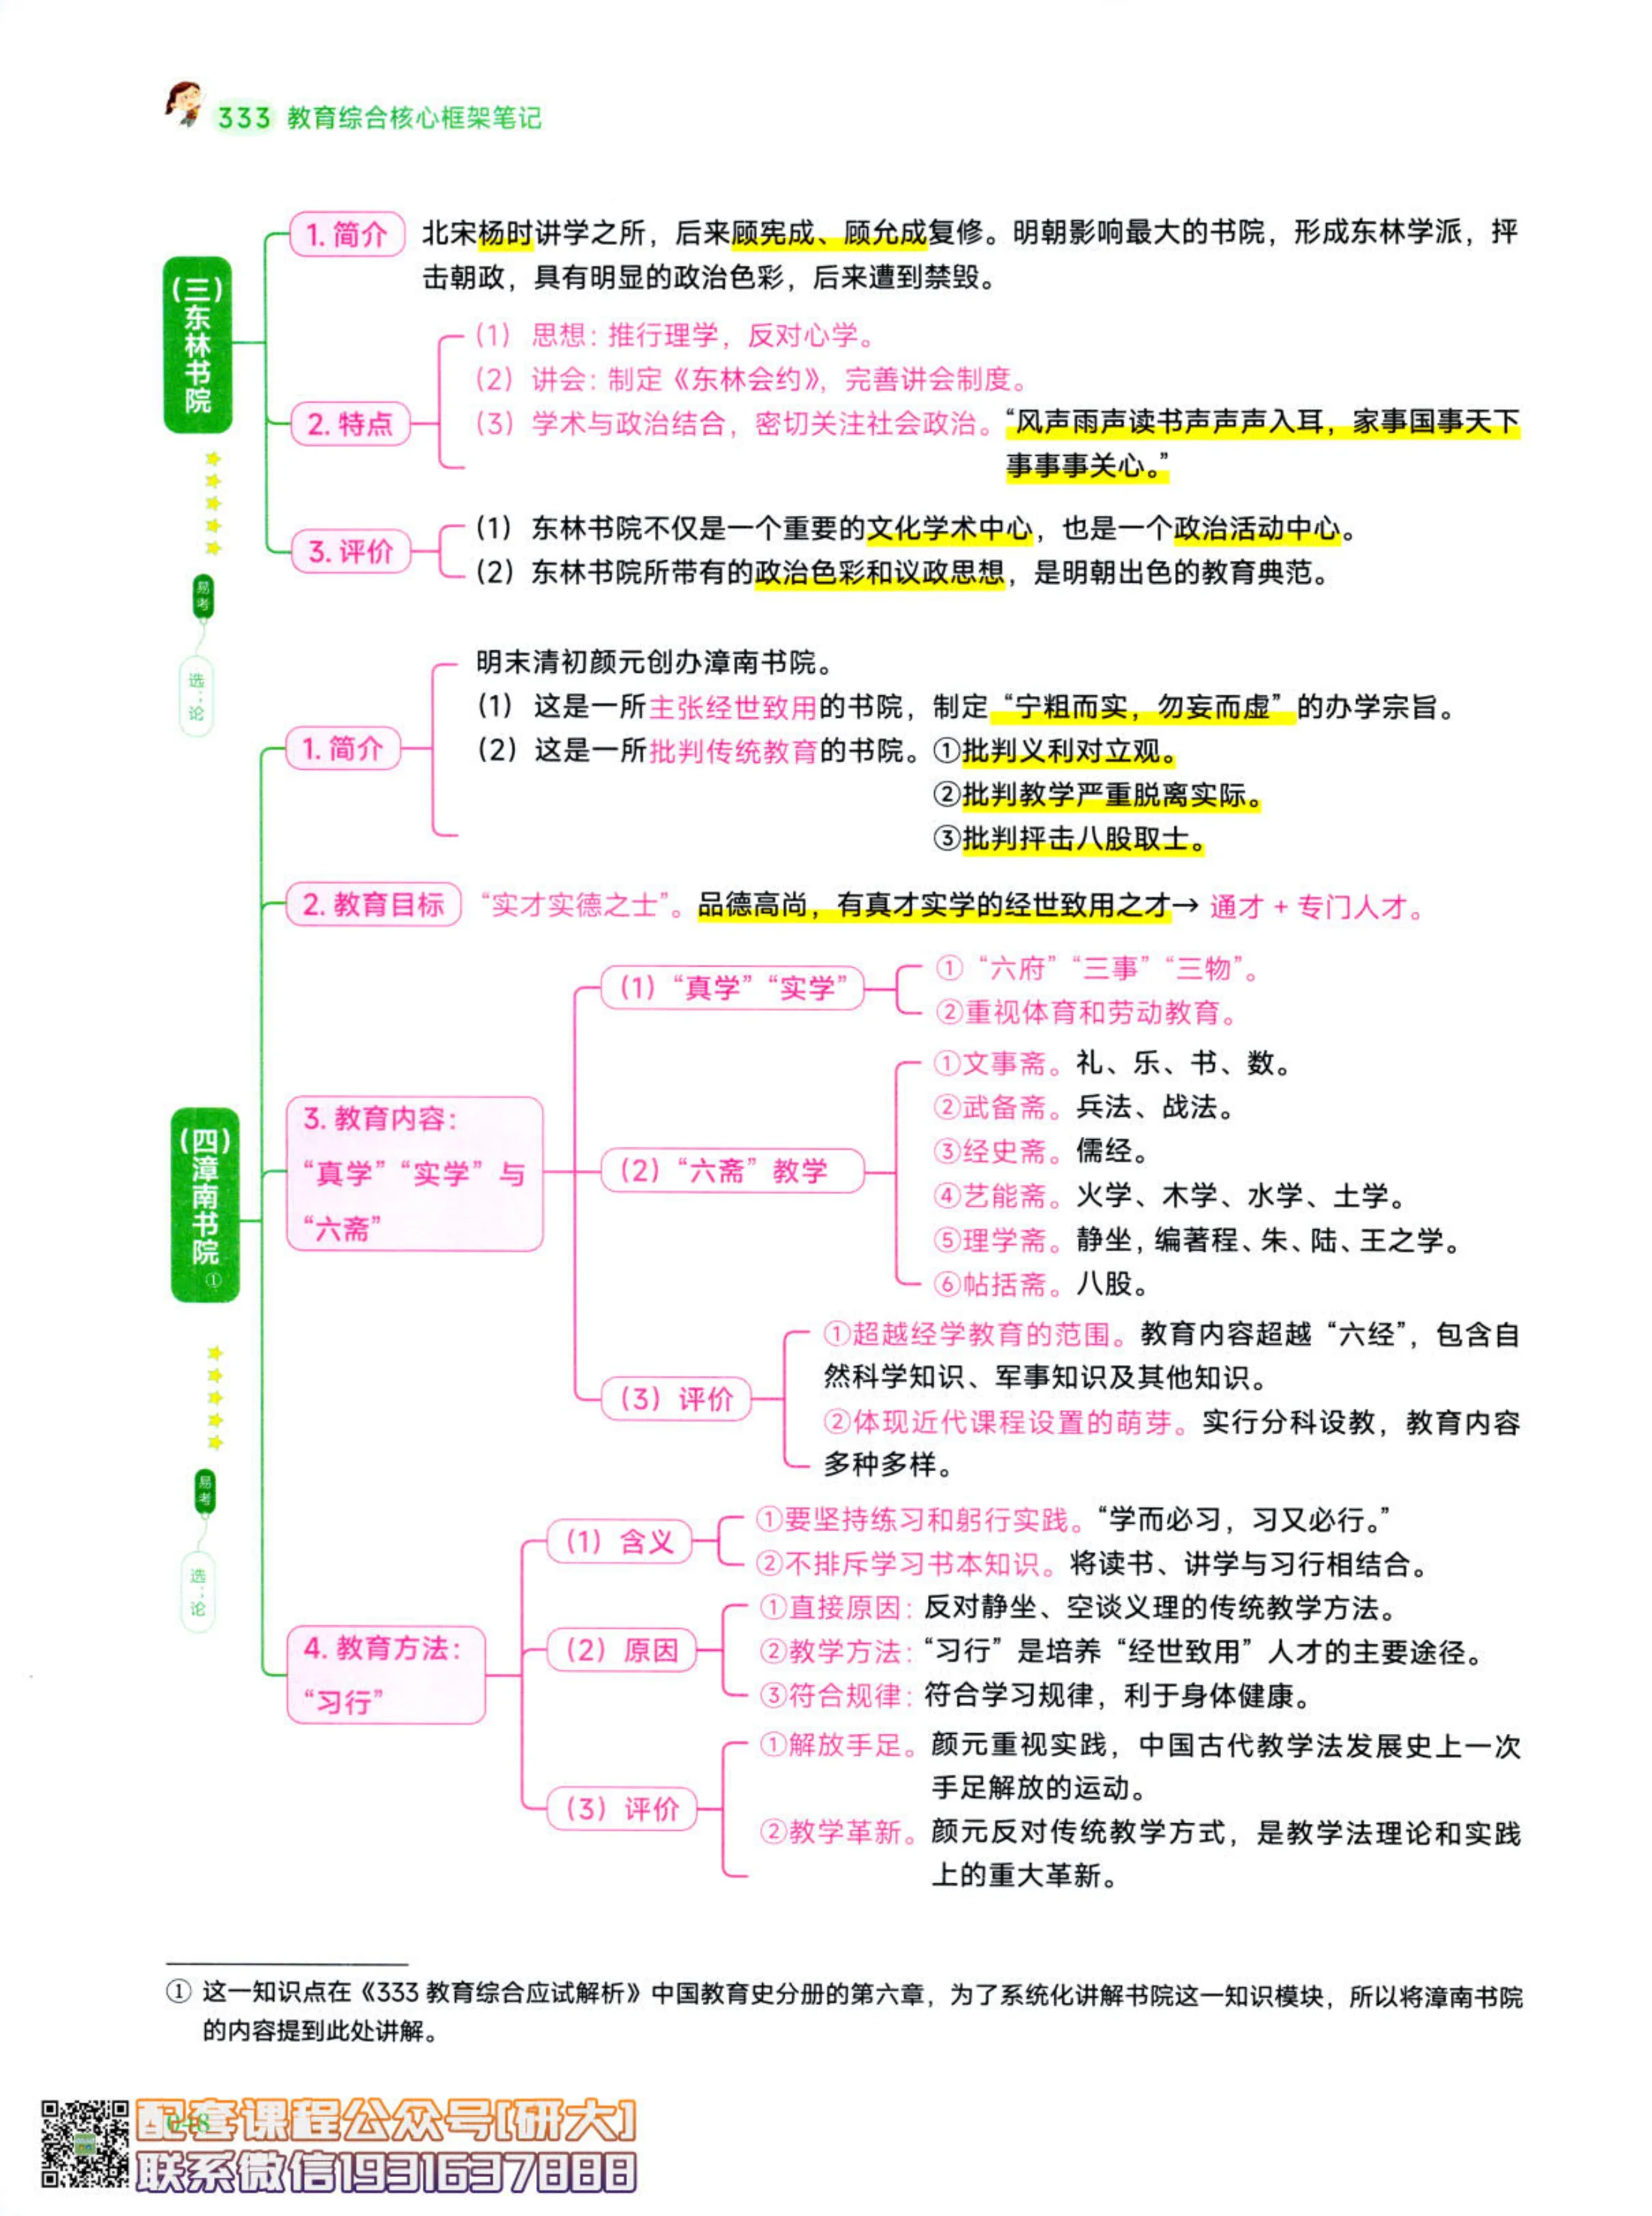 333 教育综合核心框架笔记
(三)东林书院
易考
选:论
1. 简介
北宋杨时讲学之所，后来顾宪成、顾允成复修。明朝影响最大的书院，形成东林学派，抨
击朝政，具有明显的政治色彩，后来遭到禁毁。
2. 特点
(1) 思想：推行理学，反对心学。
(2) 讲会：制定《东林会约》，完善讲会制度。
(3) 学术与政治结合，密切关注社会政治。“风声雨声读书声声声入耳，家事国事天下
事事事关心。”
3. 评价
(1) 东林书院不仅是一个重要的文化学术中心，也是一个政治活动中心。
(2) 东林书院所带有的政治色彩和议政思想，是明朝出色的教育典范。
(四)漳南书院①
易考
选:论
1. 简介
明末清初颜元创办漳南书院。
(1) 这是一所主张经世致用的书院，制定“宁粗而实，勿妄而虚”的办学宗旨。
(2) 这是一所批判传统教育的书院。①批判义利对立观。
②批判教学严重脱离实际。
③批判抨击八股取士。
2. 教育目标
“实才实德之士”。品德高尚，有真才实学的经世致用之才→ 通才 + 专门人才。
3. 教育内容：
“真学”“实学”与
“六斋”
(1)“真学”“实学”
①“六府”“三事”“三物”。
②重视体育和劳动教育。
(2)“六斋”教学
①文事斋。礼、乐、书、数。
②武备斋。兵法、战法。
③经史斋。儒经。
④艺能斋。火学、木学、水学、土学。
⑤理学斋。静坐，编著程、朱、陆、王之学。
⑥帖括斋。八股。
(3) 评价
①超越经学教育的范围。教育内容超越“六经”，包含自
然科学知识、军事知识及其他知识。
②体现近代课程设置的萌芽。实行分科设教，教育内容
多种多样。
4. 教育方法：
“习行”
(1) 含义
①要坚持练习和躬行实践。“学而必习，习又必行。”
②不排斥学习书本知识。将读书、讲学与习行相结合。
(2) 原因
①直接原因：反对静坐、空谈义理的传统教学方法。
②教学方法：“习行”是培养“经世致用”人才的主要途径。
③符合规律：符合学习规律，利于身体健康。
(3) 评价
①解放手足。颜元重视实践，中国古代教学法发展史上一次
手足解放的运动。
②教学革新。颜元反对传统教学方式，是教学法理论和实践
上的重大革新。
① 这一知识点在《333 教育综合应试解析》中国教育史分册的第六章，为了系统化讲解书院这一知识模块，所以将漳南书院
的内容提到此处讲解。
048
配套课程公众号[研大]
联系微信1931637888